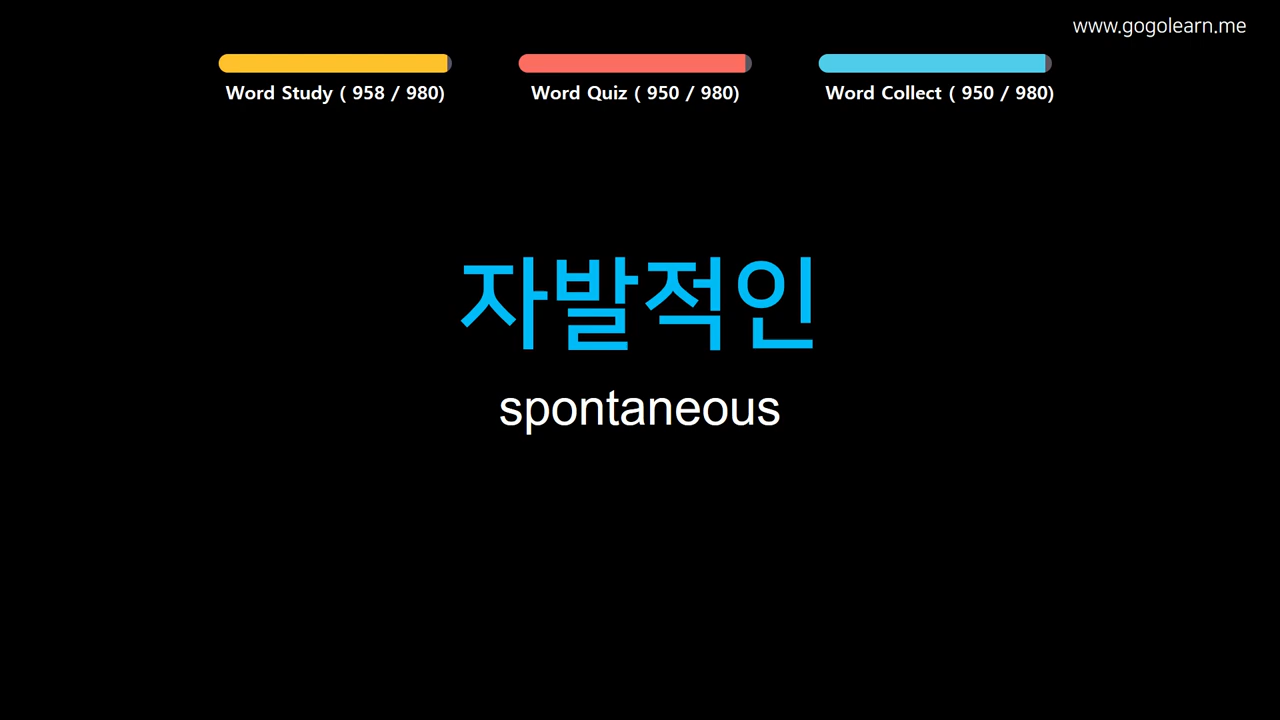 www.gogolearn.me
Word Study ( 958 / 980)
Word Quiz ( 950 / 980)
Word Collect ( 950 / 980)
자발적인
spontaneous